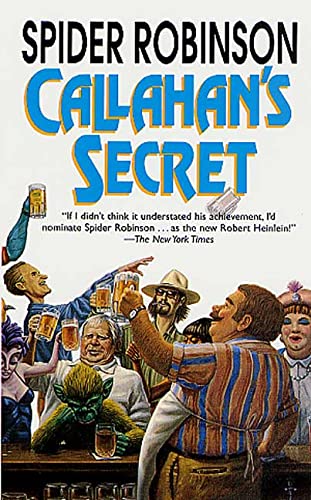 SPIDER ROBINSON
CALLAHAN'S
SECRET
"If I didn't think it understated his achievement, I'd
nominate Spider Robinson . . . as the new Robert Heinlein!"
—The New York Times